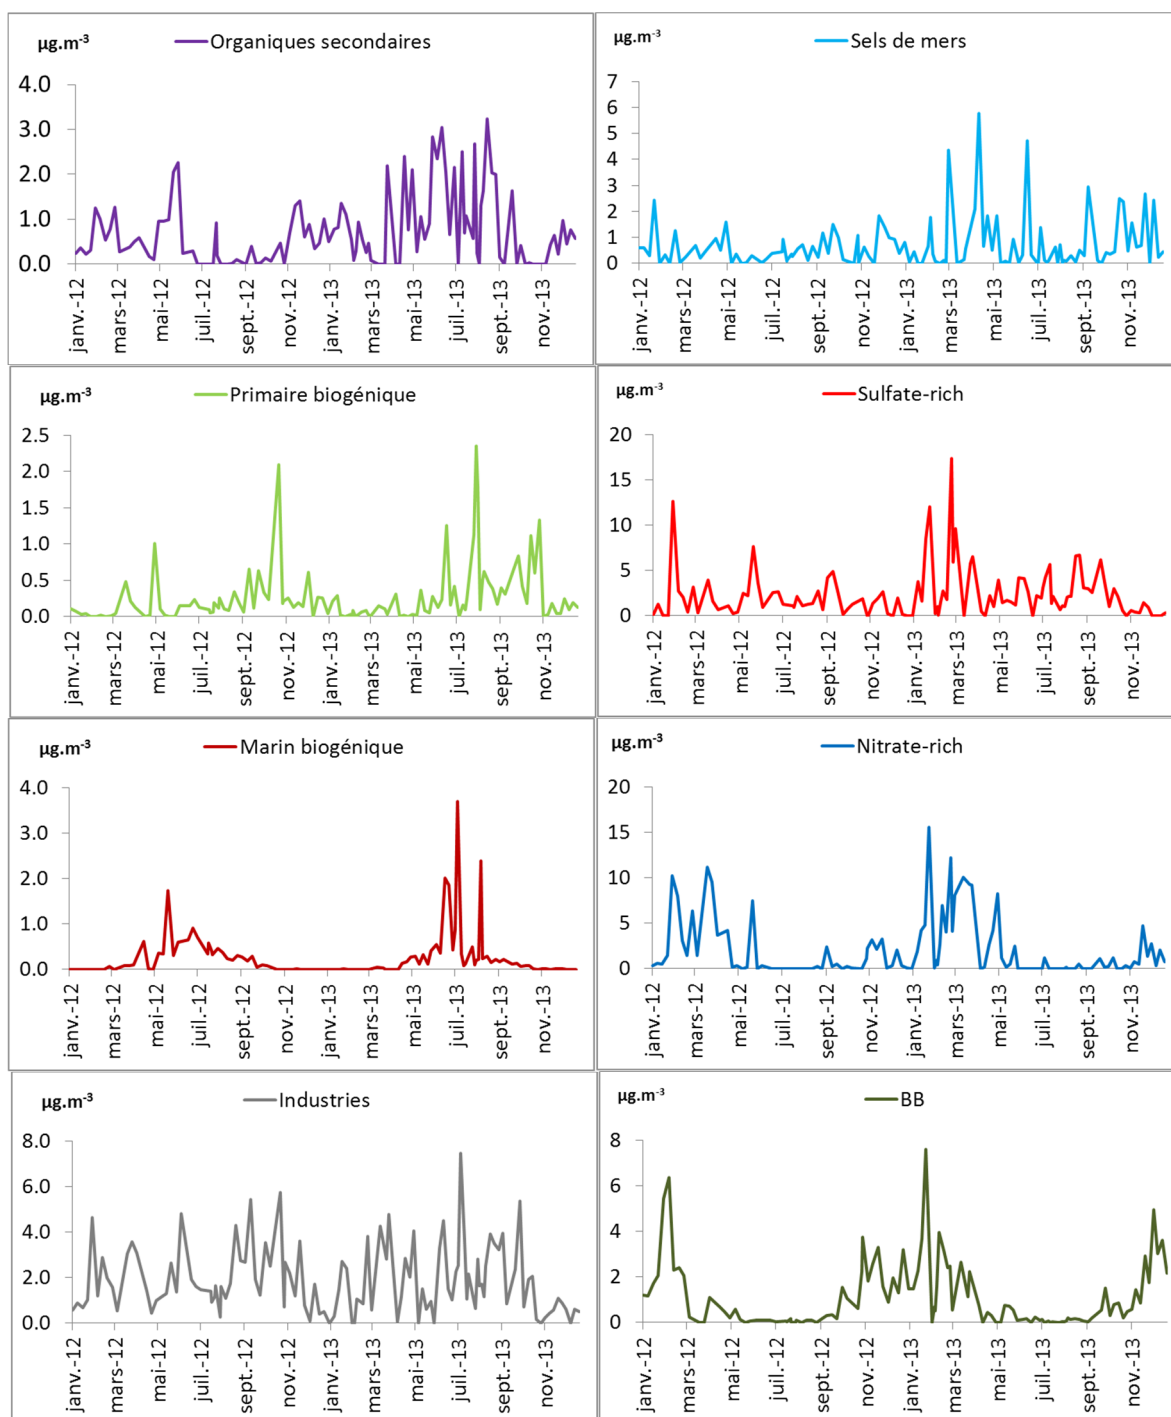 µg.m-3
Organiques secondaires
4.0
3.0
2.0
1.0
0.0
janv.-12 mars-12 mai-12 juil.-12 sept.-12 nov.-12 janv.-13 mars-13 mai-13 juil.-13 sept.-13 nov.-13
µg.m-3
Sels de mers
7
6
5
4
3
2
1
0
janv.-12 mars-12 mai-12 juil.-12 sept.-12 nov.-12 janv.-13 mars-13 mai-13 juil.-13 sept.-13 nov.-13
µg.m-3
Primaire biogénique
2.5
2.0
1.5
1.0
0.5
0.0
janv.-12 mars-12 mai-12 juil.-12 sept.-12 nov.-12 janv.-13 mars-13 mai-13 juil.-13 sept.-13 nov.-13
µg.m-3
Sulfate-rich
20
15
10
5
0
janv.-12 mars-12 mai-12 juil.-12 sept.-12 nov.-12 janv.-13 mars-13 mai-13 juil.-13 sept.-13 nov.-13
µg.m-3
Marin biogénique
4.0
3.0
2.0
1.0
0.0
janv.-12 mars-12 mai-12 juil.-12 sept.-12 nov.-12 janv.-13 mars-13 mai-13 juil.-13 sept.-13 nov.-13
µg.m-3
Nitrate-rich
20
15
10
5
0
janv.-12 mars-12 mai-12 juil.-12 sept.-12 nov.-12 janv.-13 mars-13 mai-13 juil.-13 sept.-13 nov.-13
µg.m-3
Industries
8.0
6.0
4.0
2.0
0.0
janv.-12 mars-12 mai-12 juil.-12 sept.-12 nov.-12 janv.-13 mars-13 mai-13 juil.-13 sept.-13 nov.-13
µg.m-3
BB
8
6
4
2
0
janv.-12 mars-12 mai-12 juil.-12 sept.-12 nov.-12 janv.-13 mars-13 mai-13 juil.-13 sept.-13 nov.-13